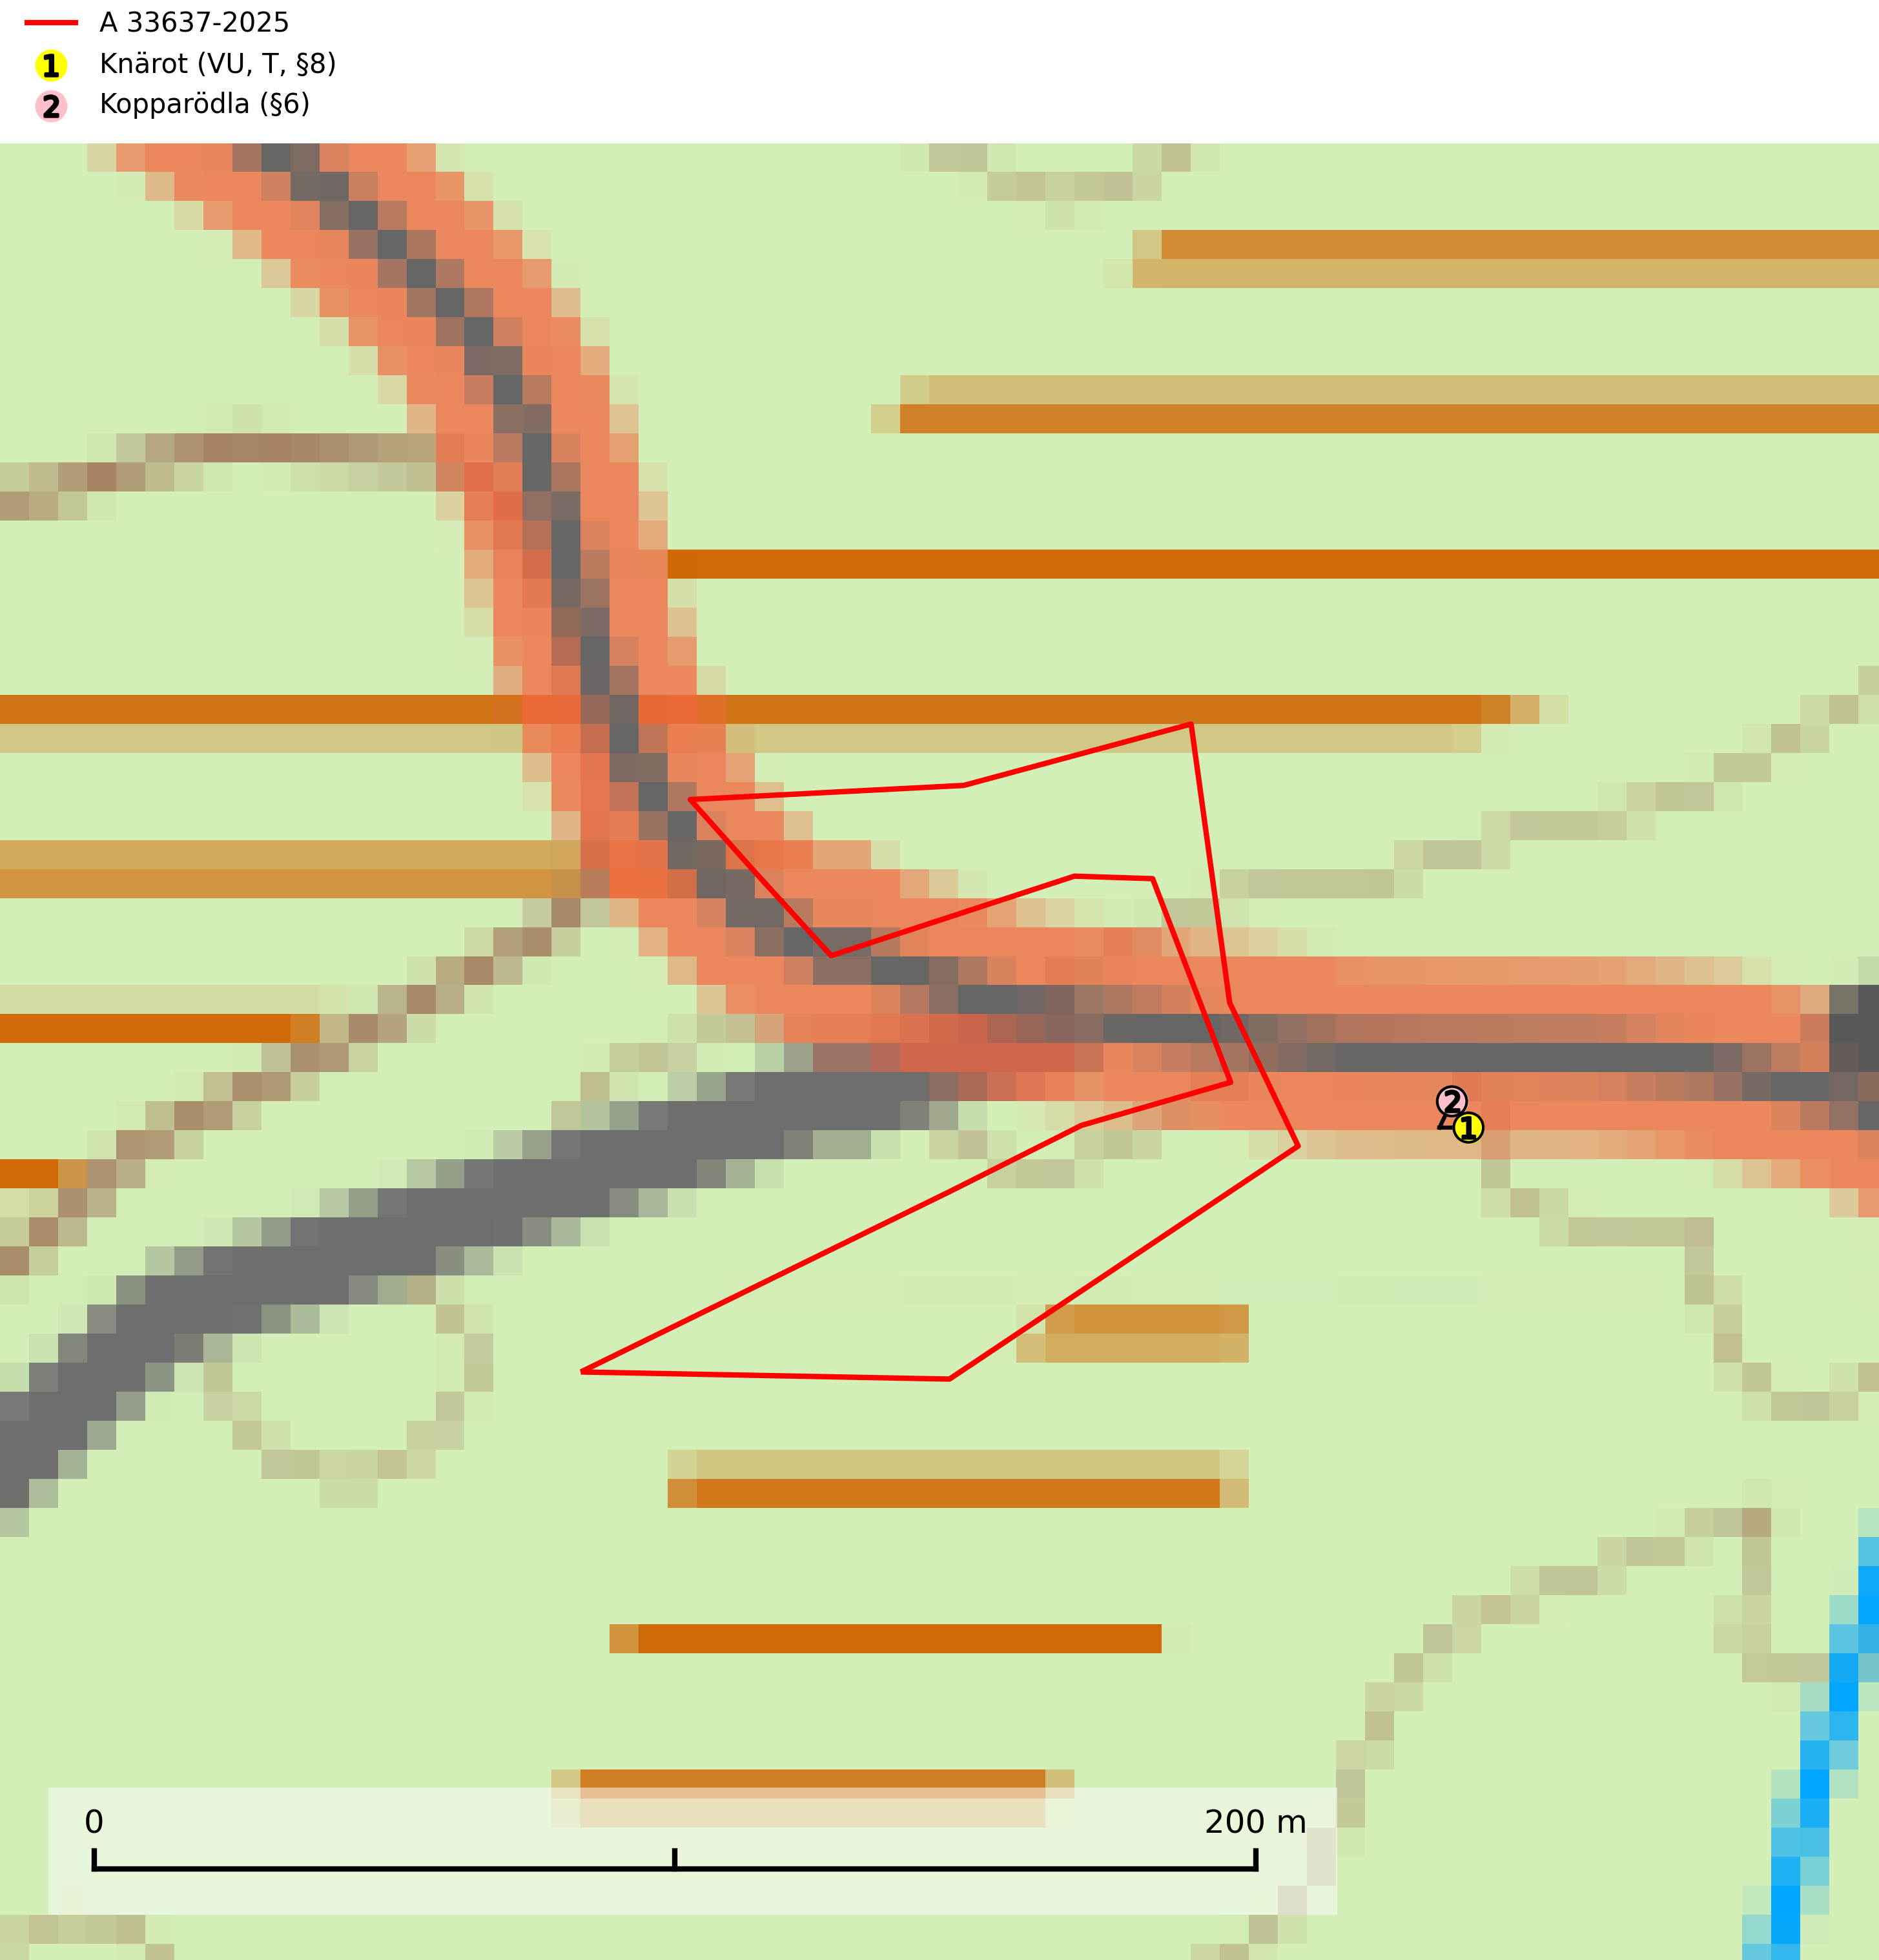 A 33637-2025
1 Knärot (VU, T, §8)
2 Kopparödla (§6)
2
1
0 200 m